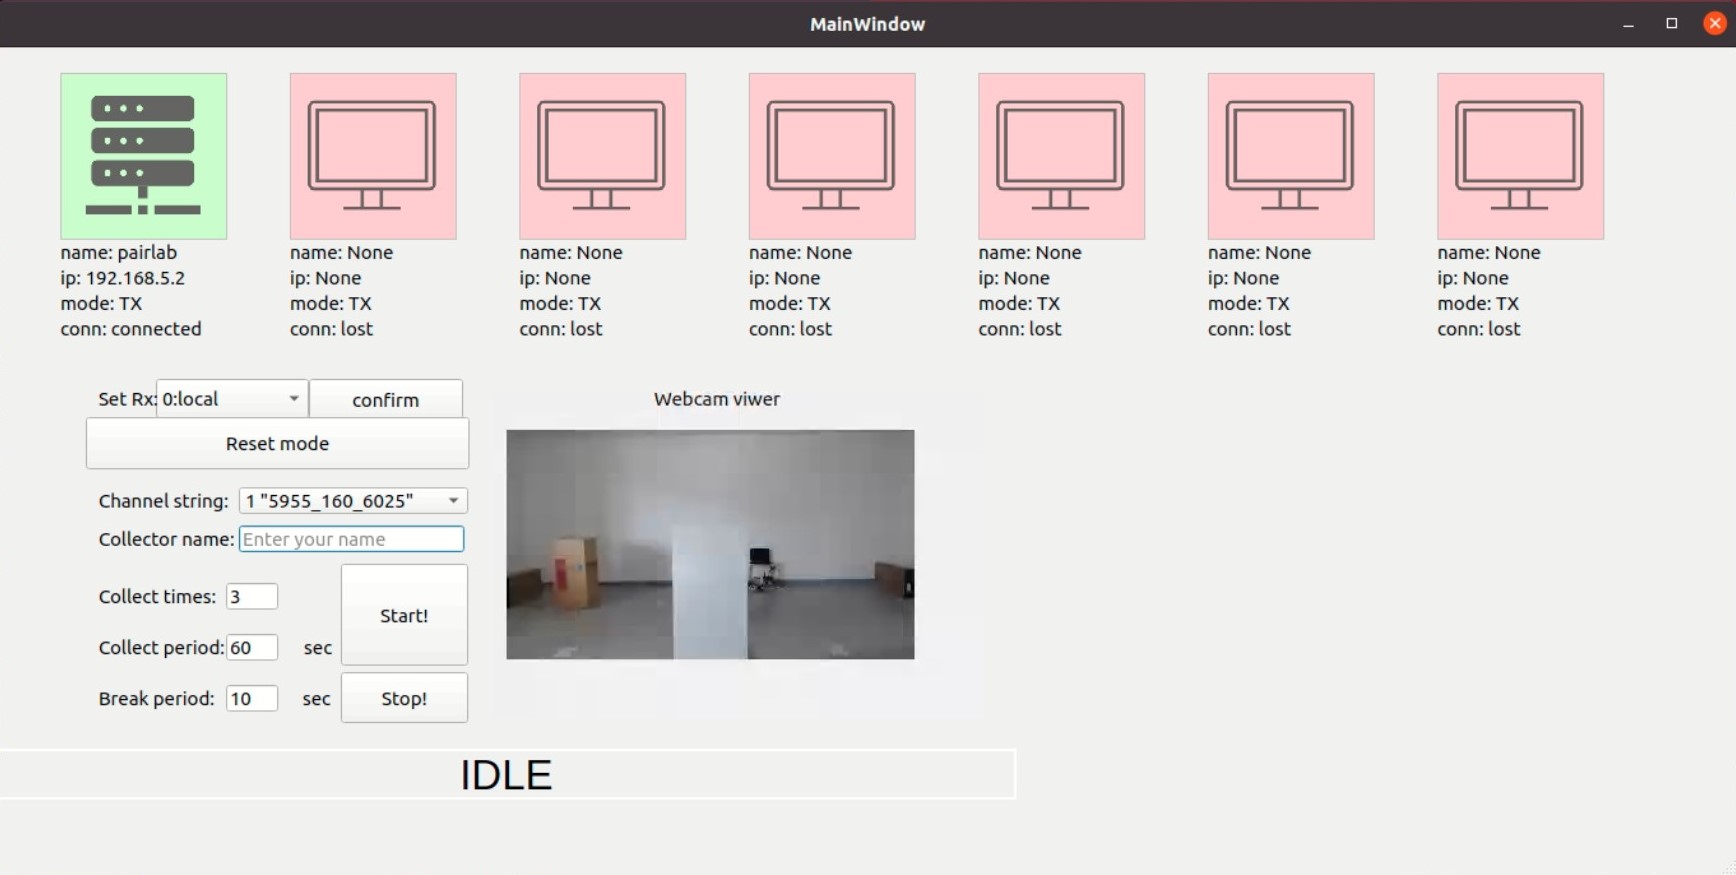 MainWindow
name: pairlab
ip: 192.168.5.2
mode: TX
conn: connected
name: None
ip: None
mode: TX
conn: lost
name: None
ip: None
mode: TX
conn: lost
name: None
ip: None
mode: TX
conn: lost
name: None
ip: None
mode: TX
conn: lost
name: None
ip: None
mode: TX
conn: lost
name: None
ip: None
mode: TX
conn: lost
Set Rx: 0:local confirm
Reset mode
Channel string: 1 "5955_160_6025"
Collector name: Enter your name
Collect times: 3
Start!
Collect period: 60 sec
Break period: 10 sec Stop!
Webcam viwer
IDLE